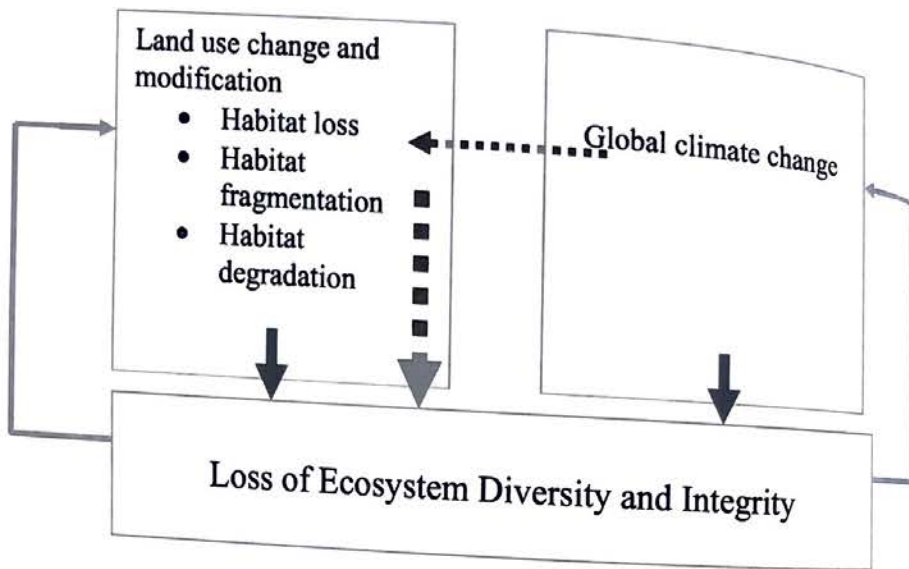 Land use change and
modification
• Habitat loss
• Habitat
fragmentation
• Habitat
degradation
Global climate change
Loss of Ecosystem Diversity and Integrity